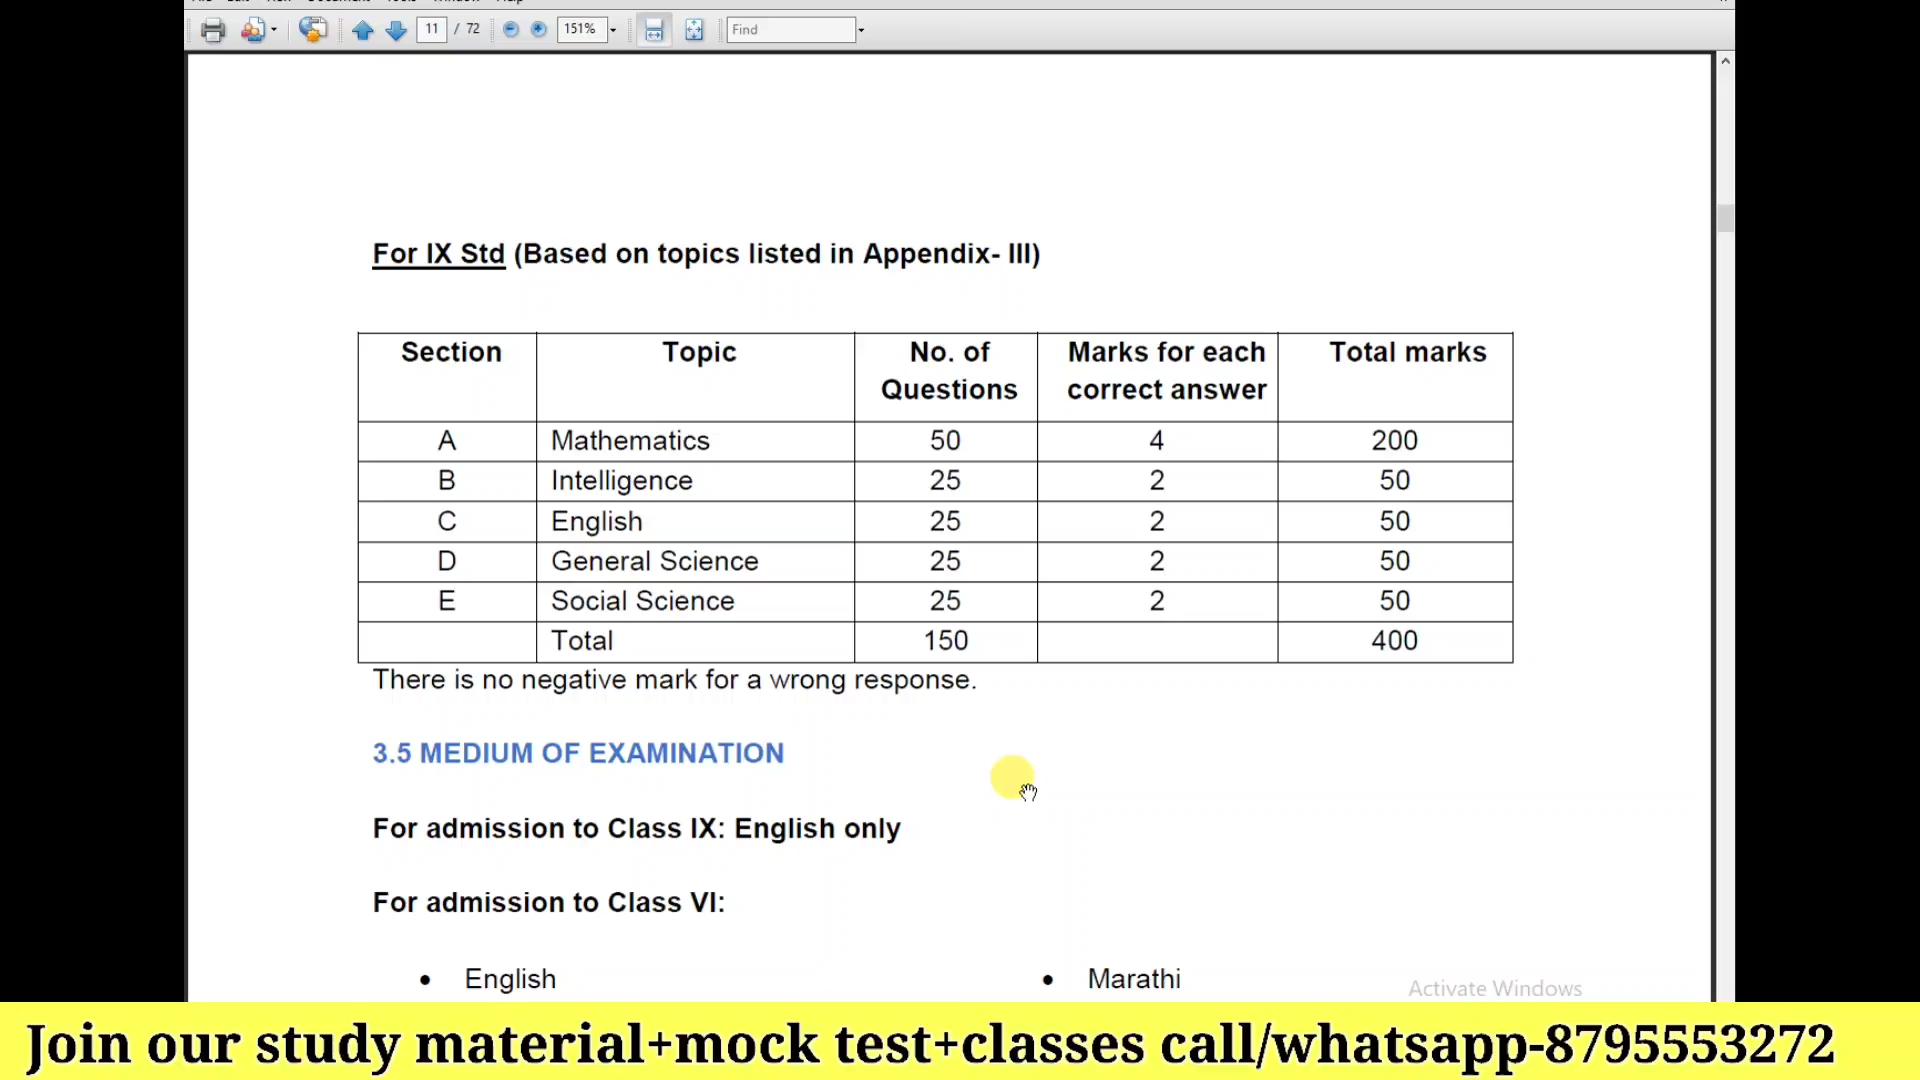 11 / 72 151% Find
For IX Std (Based on topics listed in Appendix- III)
Section Topic No. of Questions Marks for each correct answer Total marks
A Mathematics 50 4 200
B Intelligence 25 2 50
C English 25 2 50
D General Science 25 2 50
E Social Science 25 2 50
Total 150 400
There is no negative mark for a wrong response.
3.5 MEDIUM OF EXAMINATION
For admission to Class IX: English only
For admission to Class VI:
• English • Marathi
Activate Windows
Join our study material+mock test+classes call/whatsapp-8795553272